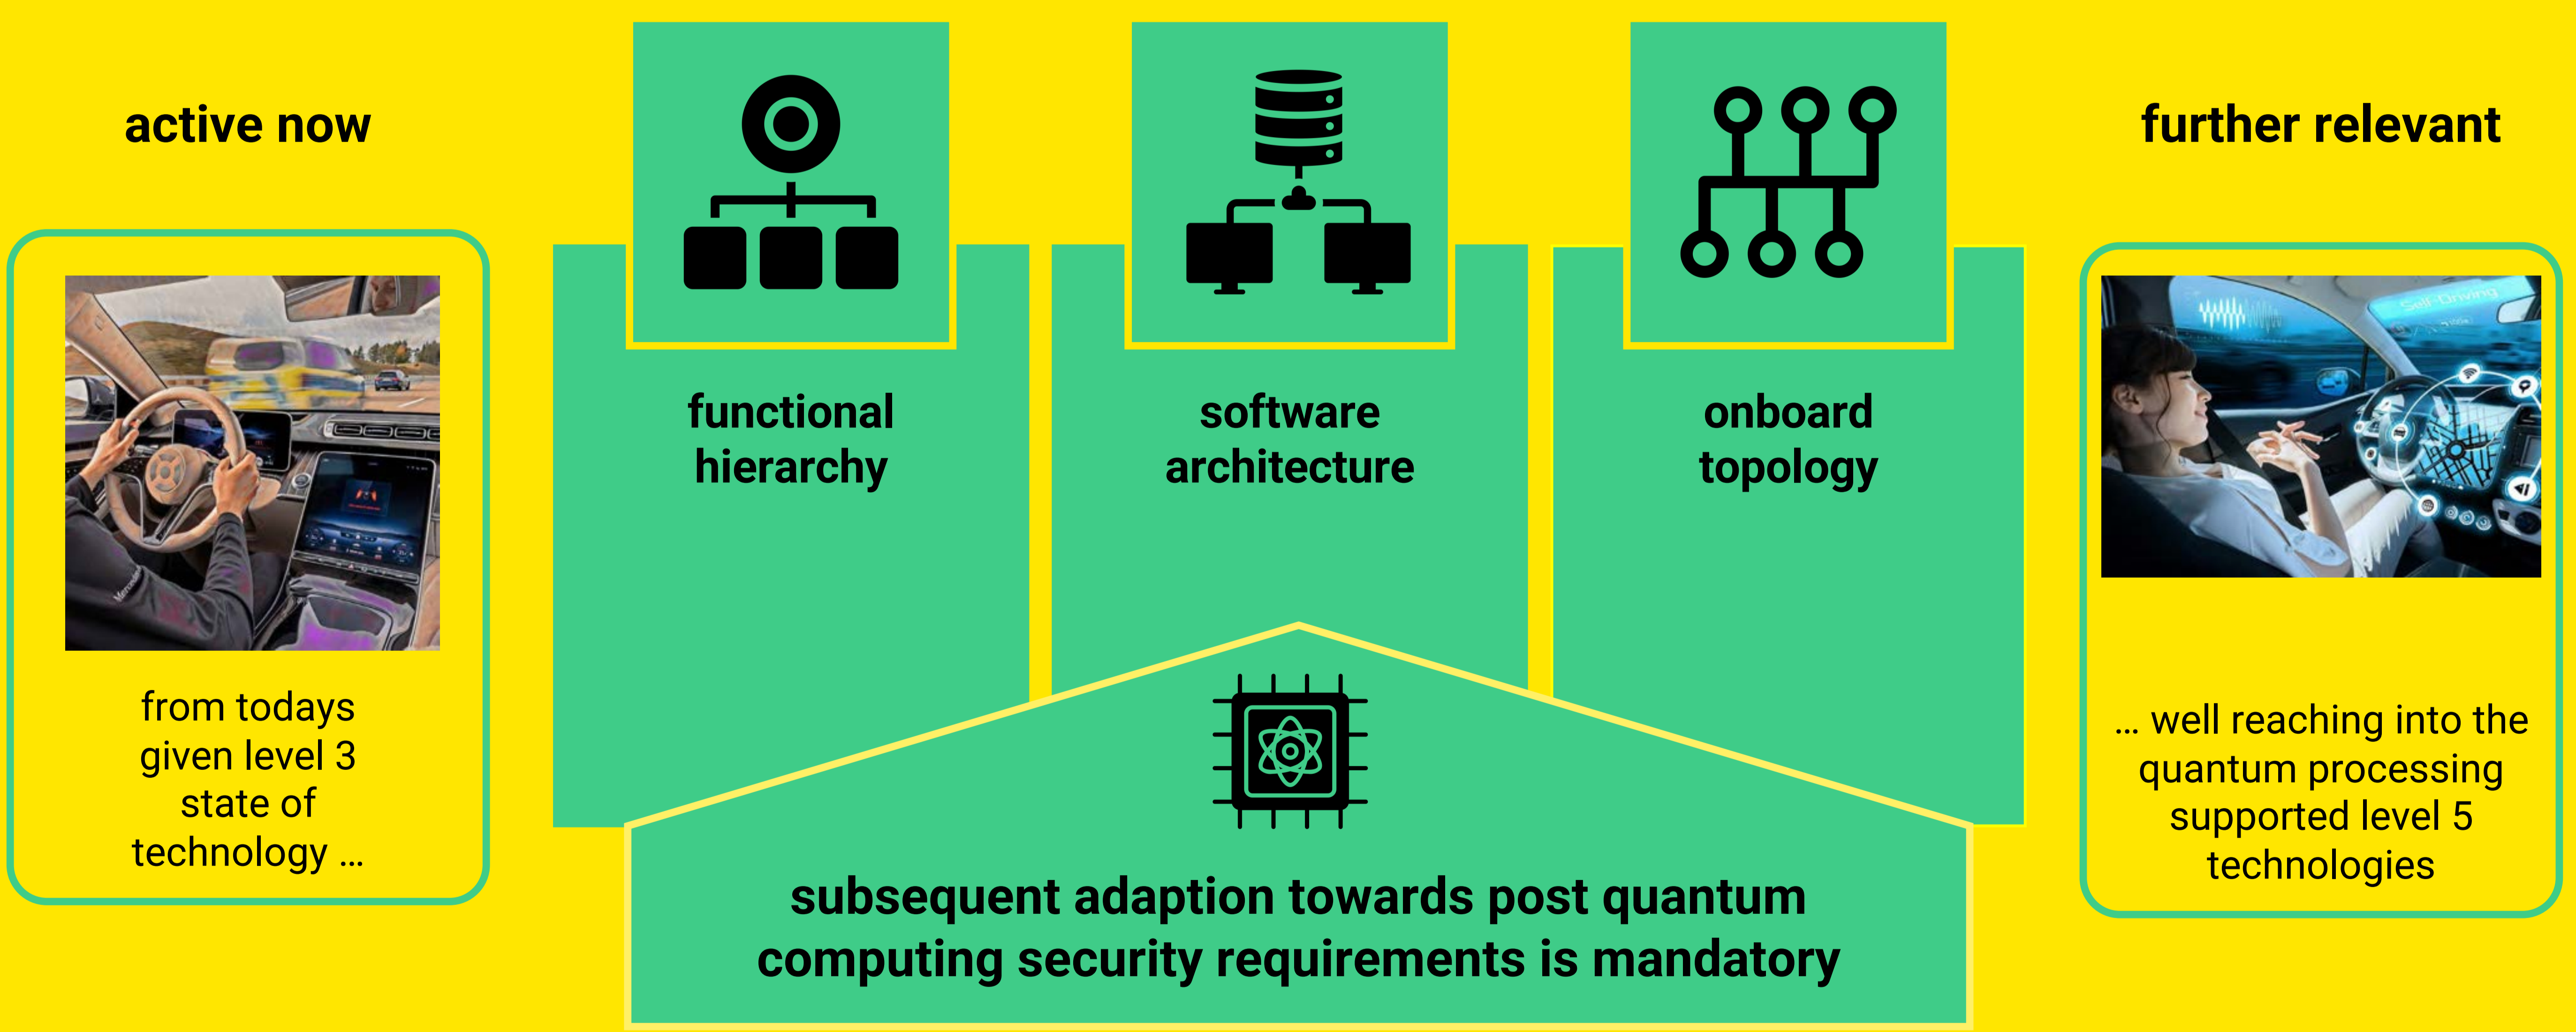 active now
from todays
given level 3
state of
technology ...
functional
hierarchy
software
architecture
onboard
topology
subsequent adaption towards post quantum
computing security requirements is mandatory
further relevant
Self-Driving
... well reaching into the
quantum processing
supported level 5
technologies